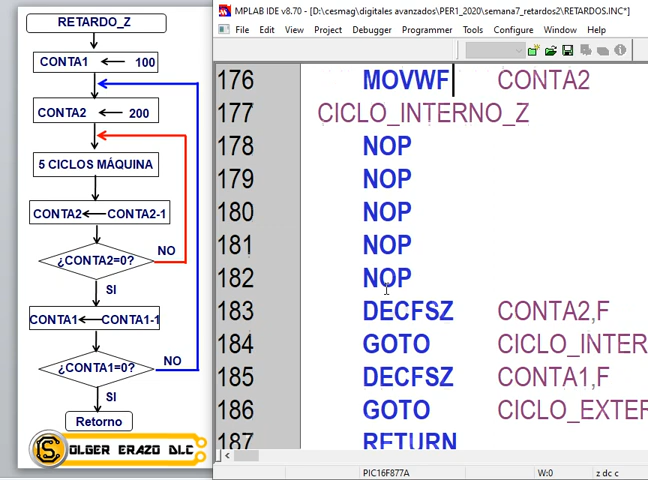 RETARDO_Z
CONTA1 100
CONTA2 200
5 CICLOS MÁQUINA
CONTA2 CONTA2-1
¿CONTA2=0?
NO
SI
CONTA1 CONTA1-1
¿CONTA1=0?
NO
SI
Retorno
OLGER ERAZO DLC
MPLAB IDE v8.70 - [D:\cesmag\digitales avanzados\PER1_2020\semana7_retardos2\RETARDOS.INC*]
File Edit View Project Debugger Programmer Tools Configure Window Help
176 MOVWF CONTA2
177 CICLO_INTERNO_Z
178 NOP
179 NOP
180 NOP
181 NOP
182 NOP
183 DECFSZ CONTA2,F
184 GOTO CICLO_INTER
185 DECFSZ CONTA1,F
186 GOTO CICLO_EXTER
187 RETURN
PIC16F877A W:0 z dc c